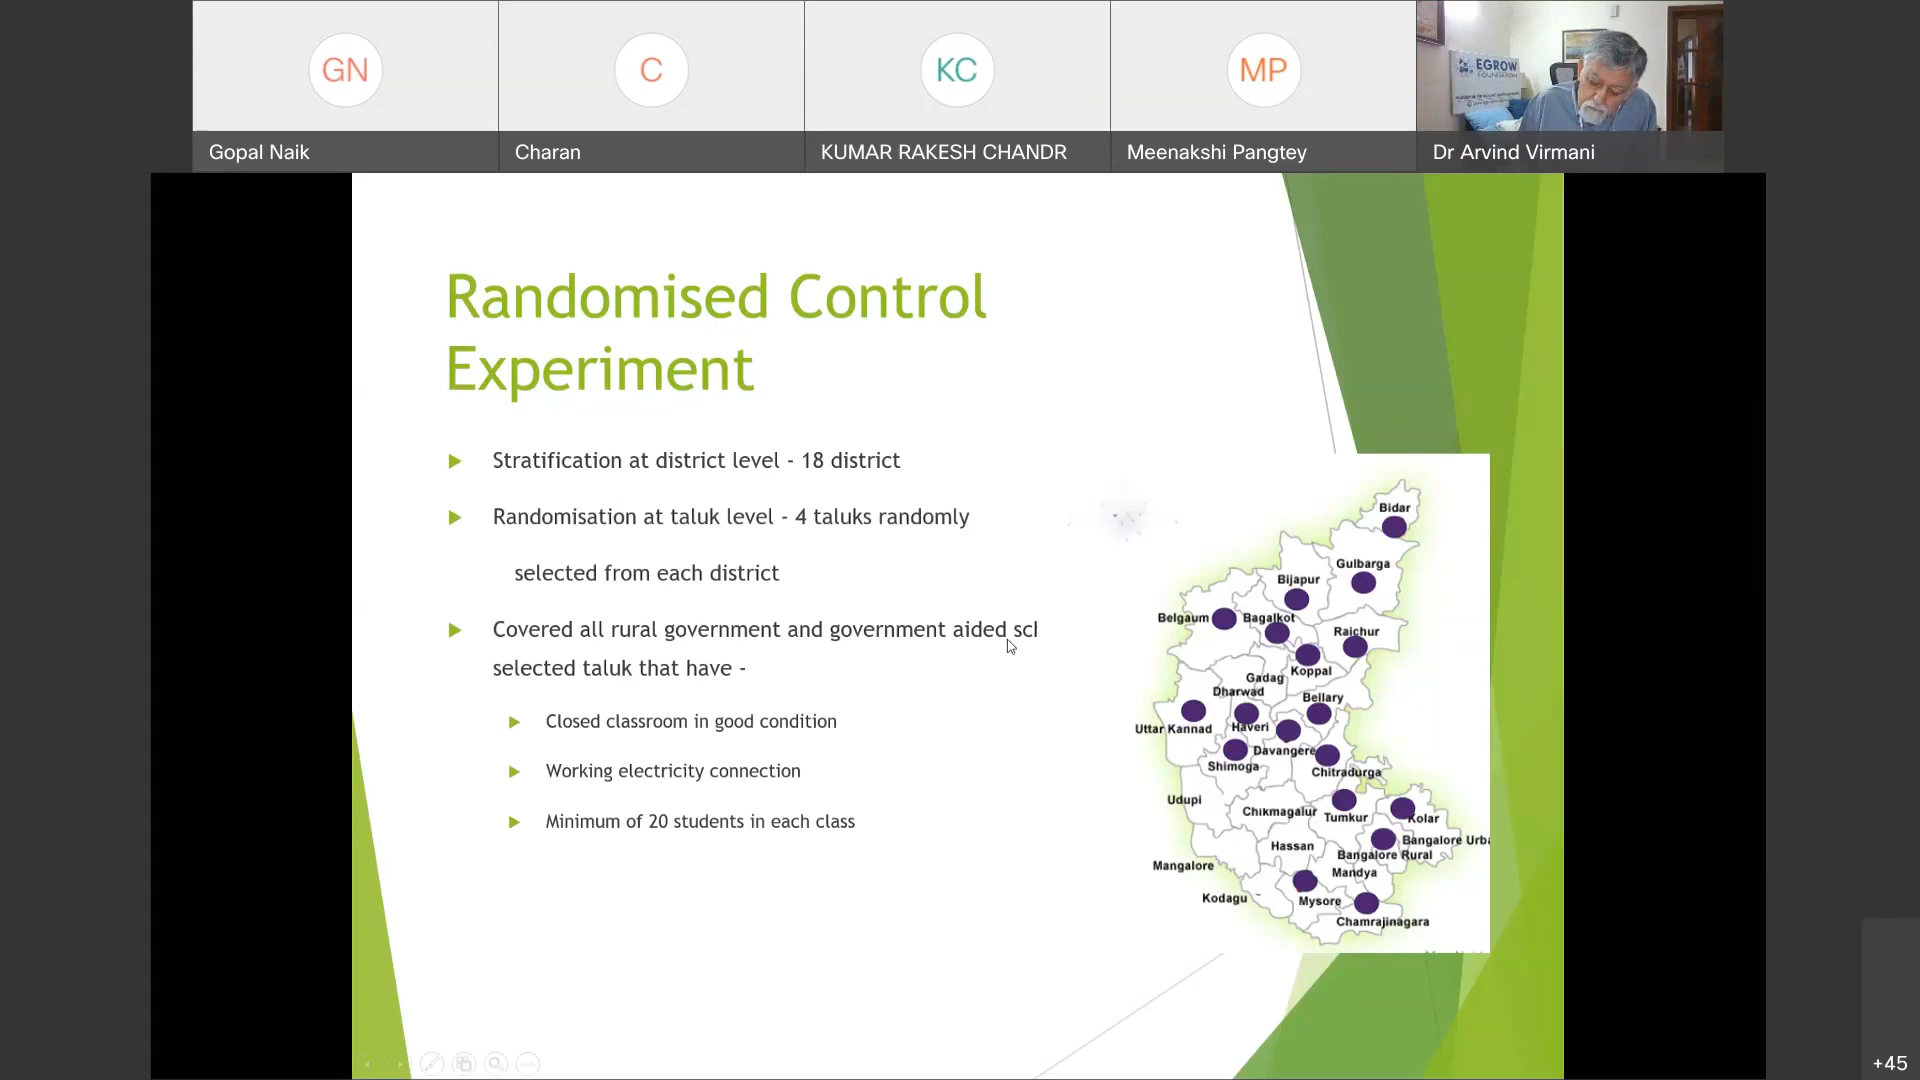 GN
C
KC
MP
EGROW
FOUNDATION
Gopal Naik
Charan
KUMAR RAKESH CHANDR
Meenakshi Pangtey
Dr Arvind Virmani
Randomised Control
Experiment
Stratification at district level - 18 district
Randomisation at taluk level - 4 taluks randomly
selected from each district
Covered all rural government and government aided scl
selected taluk that have -
Closed classroom in good condition
Working electricity connection
Minimum of 20 students in each class
Bidar
Gulbarga
Bijapur
Belgaum
Bagalkot
Raichur
Koppal
Gadag
Dharwad
Bellary
Uttar Kannad
Haveri
Davangere
Shimoga
Chitradurga
Udupi
Chikmagalur
Tumkur
Kolar
Bangalore Urba
Hassan
Bangalore Rural
Mangalore
Mandya
Kodagu
Mysore
Chamrajinagara
+45